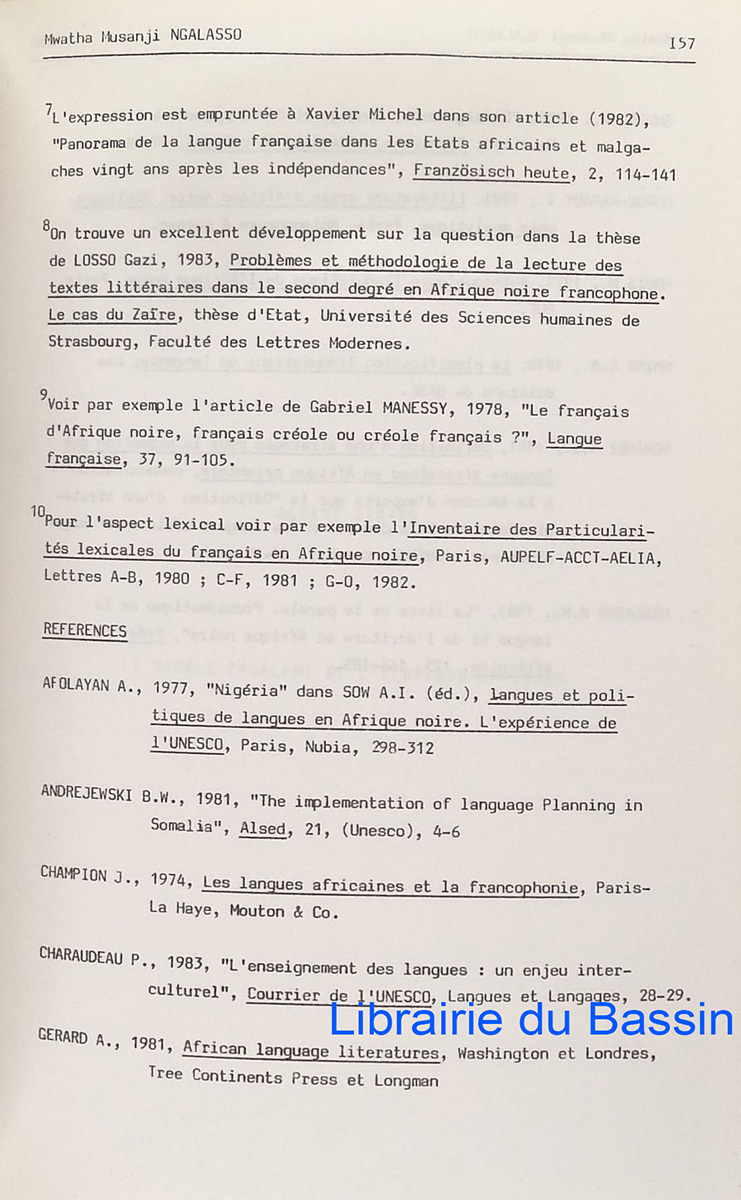 Mwatha Musanji NGALASSO
157
7L'expression est empruntée à Xavier Michel dans son article (1982),
"Panorama de la langue française dans les Etats africains et malga-
ches vingt ans après les indépendances", Französisch heute, 2, 114-141
8On trouve un excellent développement sur la question dans la thèse
de LOSSO Gazi, 1983, Problèmes et méthodologie de la lecture des
textes littéraires dans le second degré en Afrique noire francophone.
Le cas du Zaïre, thèse d'Etat, Université des Sciences humaines de
Strasbourg, Faculté des Lettres Modernes.
9Voir par exemple l'article de Gabriel MANESSY, 1978, "Le français
d'Afrique noire, français créole ou créole français ?", Langue
française, 37, 91-105.
10Pour l'aspect lexical voir par exemple l'Inventaire des Particulari-
tés lexicales du français en Afrique noire, Paris, AUPELF-ACCT-AELIA,
Lettres A-B, 1980 ; C-F, 1981 ; G-O, 1982.
REFERENCES
AFOLAYAN A., 1977, "Nigéria" dans SOW A.I. (éd.), langues et poli-
tiques de langues en Afrique noire. L'expérience de
l'UNESCO, Paris, Nubia, 298-312
ANDREJEWSKI B.W., 1981, "The implementation of language Planning in
Somalia", Alsed, 21, (Unesco), 4-6
CHAMPION J., 1974, Les langues africaines et la francophonie, Paris-
La Haye, Mouton & Co.
CHARAUDEAU P., 1983, "L'enseignement des langues : un enjeu inter-
culturel", Courrier de l'UNESCO, Langues et Langages, 28-29.
Librairie du Bassin
GERARD A., 1981, African language literatures, Washington et Londres,
Tree Continents Press et Longman